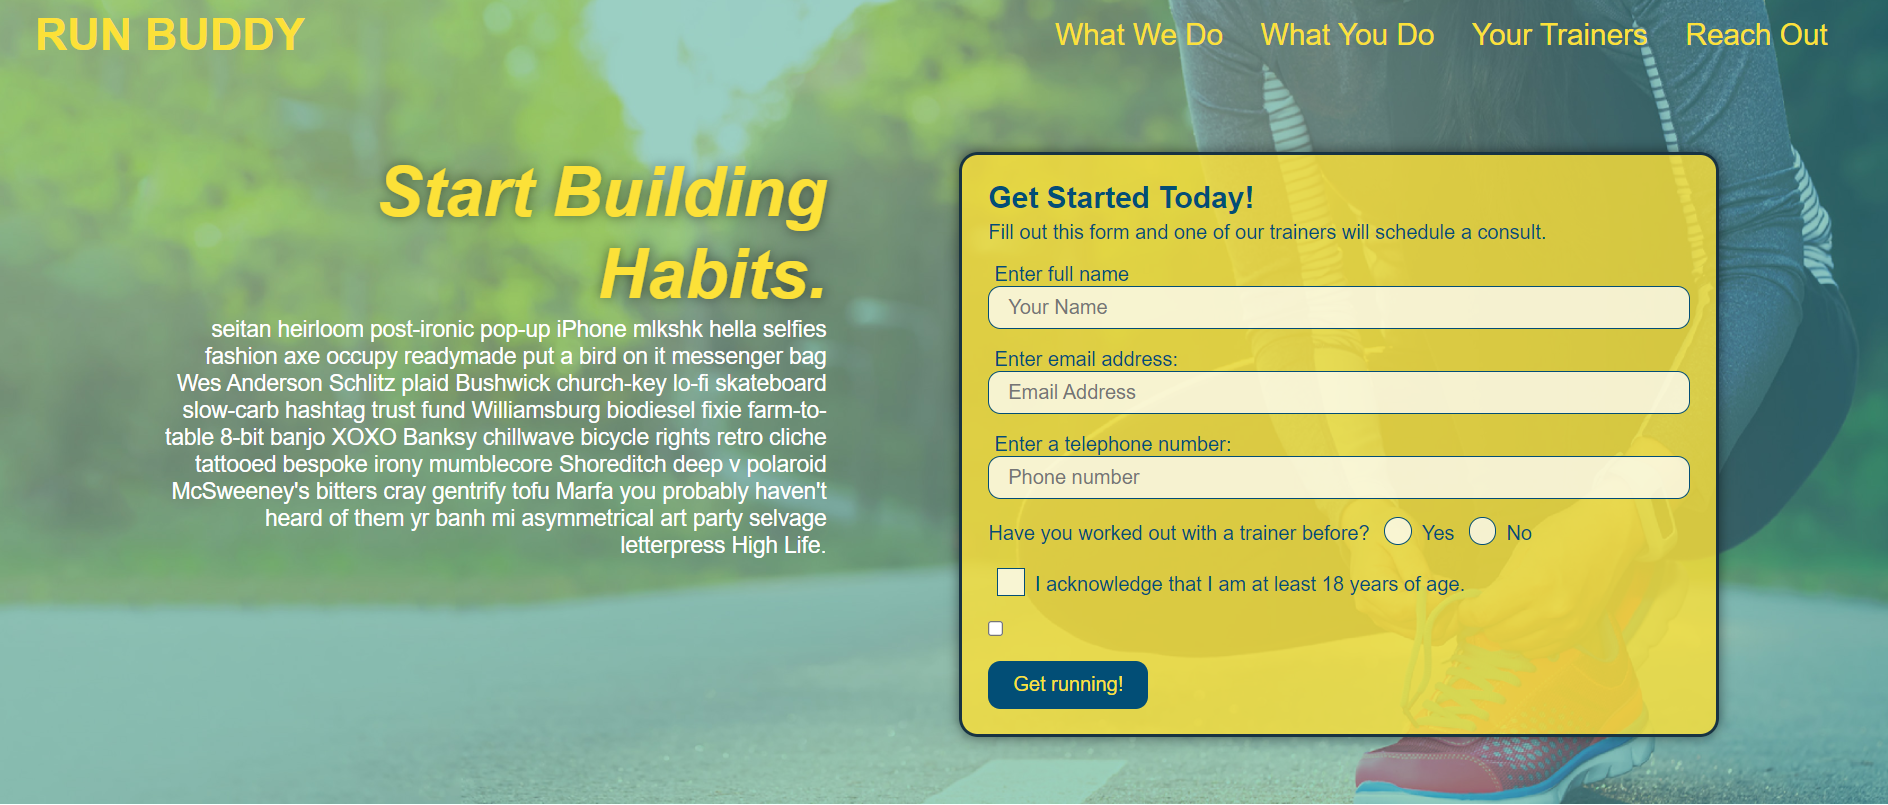 RUN BUDDY
What We Do What You Do Your Trainers Reach Out
Start Building
Habits.
seitan heirloom post-ironic pop-up iPhone mlkshk hella selfies
fashion axe occupy readymade put a bird on it messenger bag
Wes Anderson Schlitz plaid Bushwick church-key lo-fi skateboard
slow-carb hashtag trust fund Williamsburg biodiesel fixie farm-to-
table 8-bit banjo XOXO Banksy chillwave bicycle rights retro cliche
tattooed bespoke irony mumblecore Shoreditch deep v polaroid
McSweeney's bitters cray gentrify tofu Marfa you probably haven't
heard of them yr banh mi asymmetrical art party selvage
letterpress High Life.
Get Started Today!
Fill out this form and one of our trainers will schedule a consult.
Enter full name
Your Name
Enter email address:
Email Address
Enter a telephone number:
Phone number
Have you worked out with a trainer before? Yes No
I acknowledge that I am at least 18 years of age.
Get running!